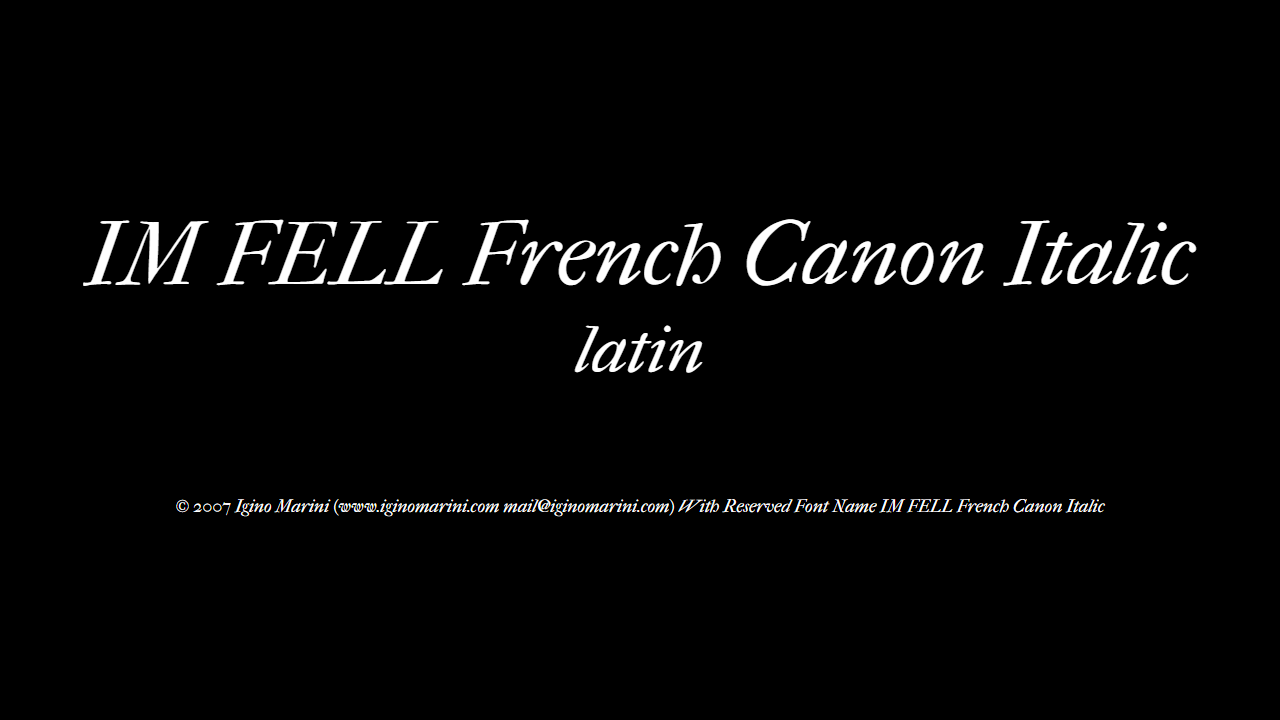 IM FELL French Canon Italic
latin
© 2007 Igino Marini (www.iginomarini.com mail@iginomarini.com) With Reserved Font Name IM FELL French Canon Italic